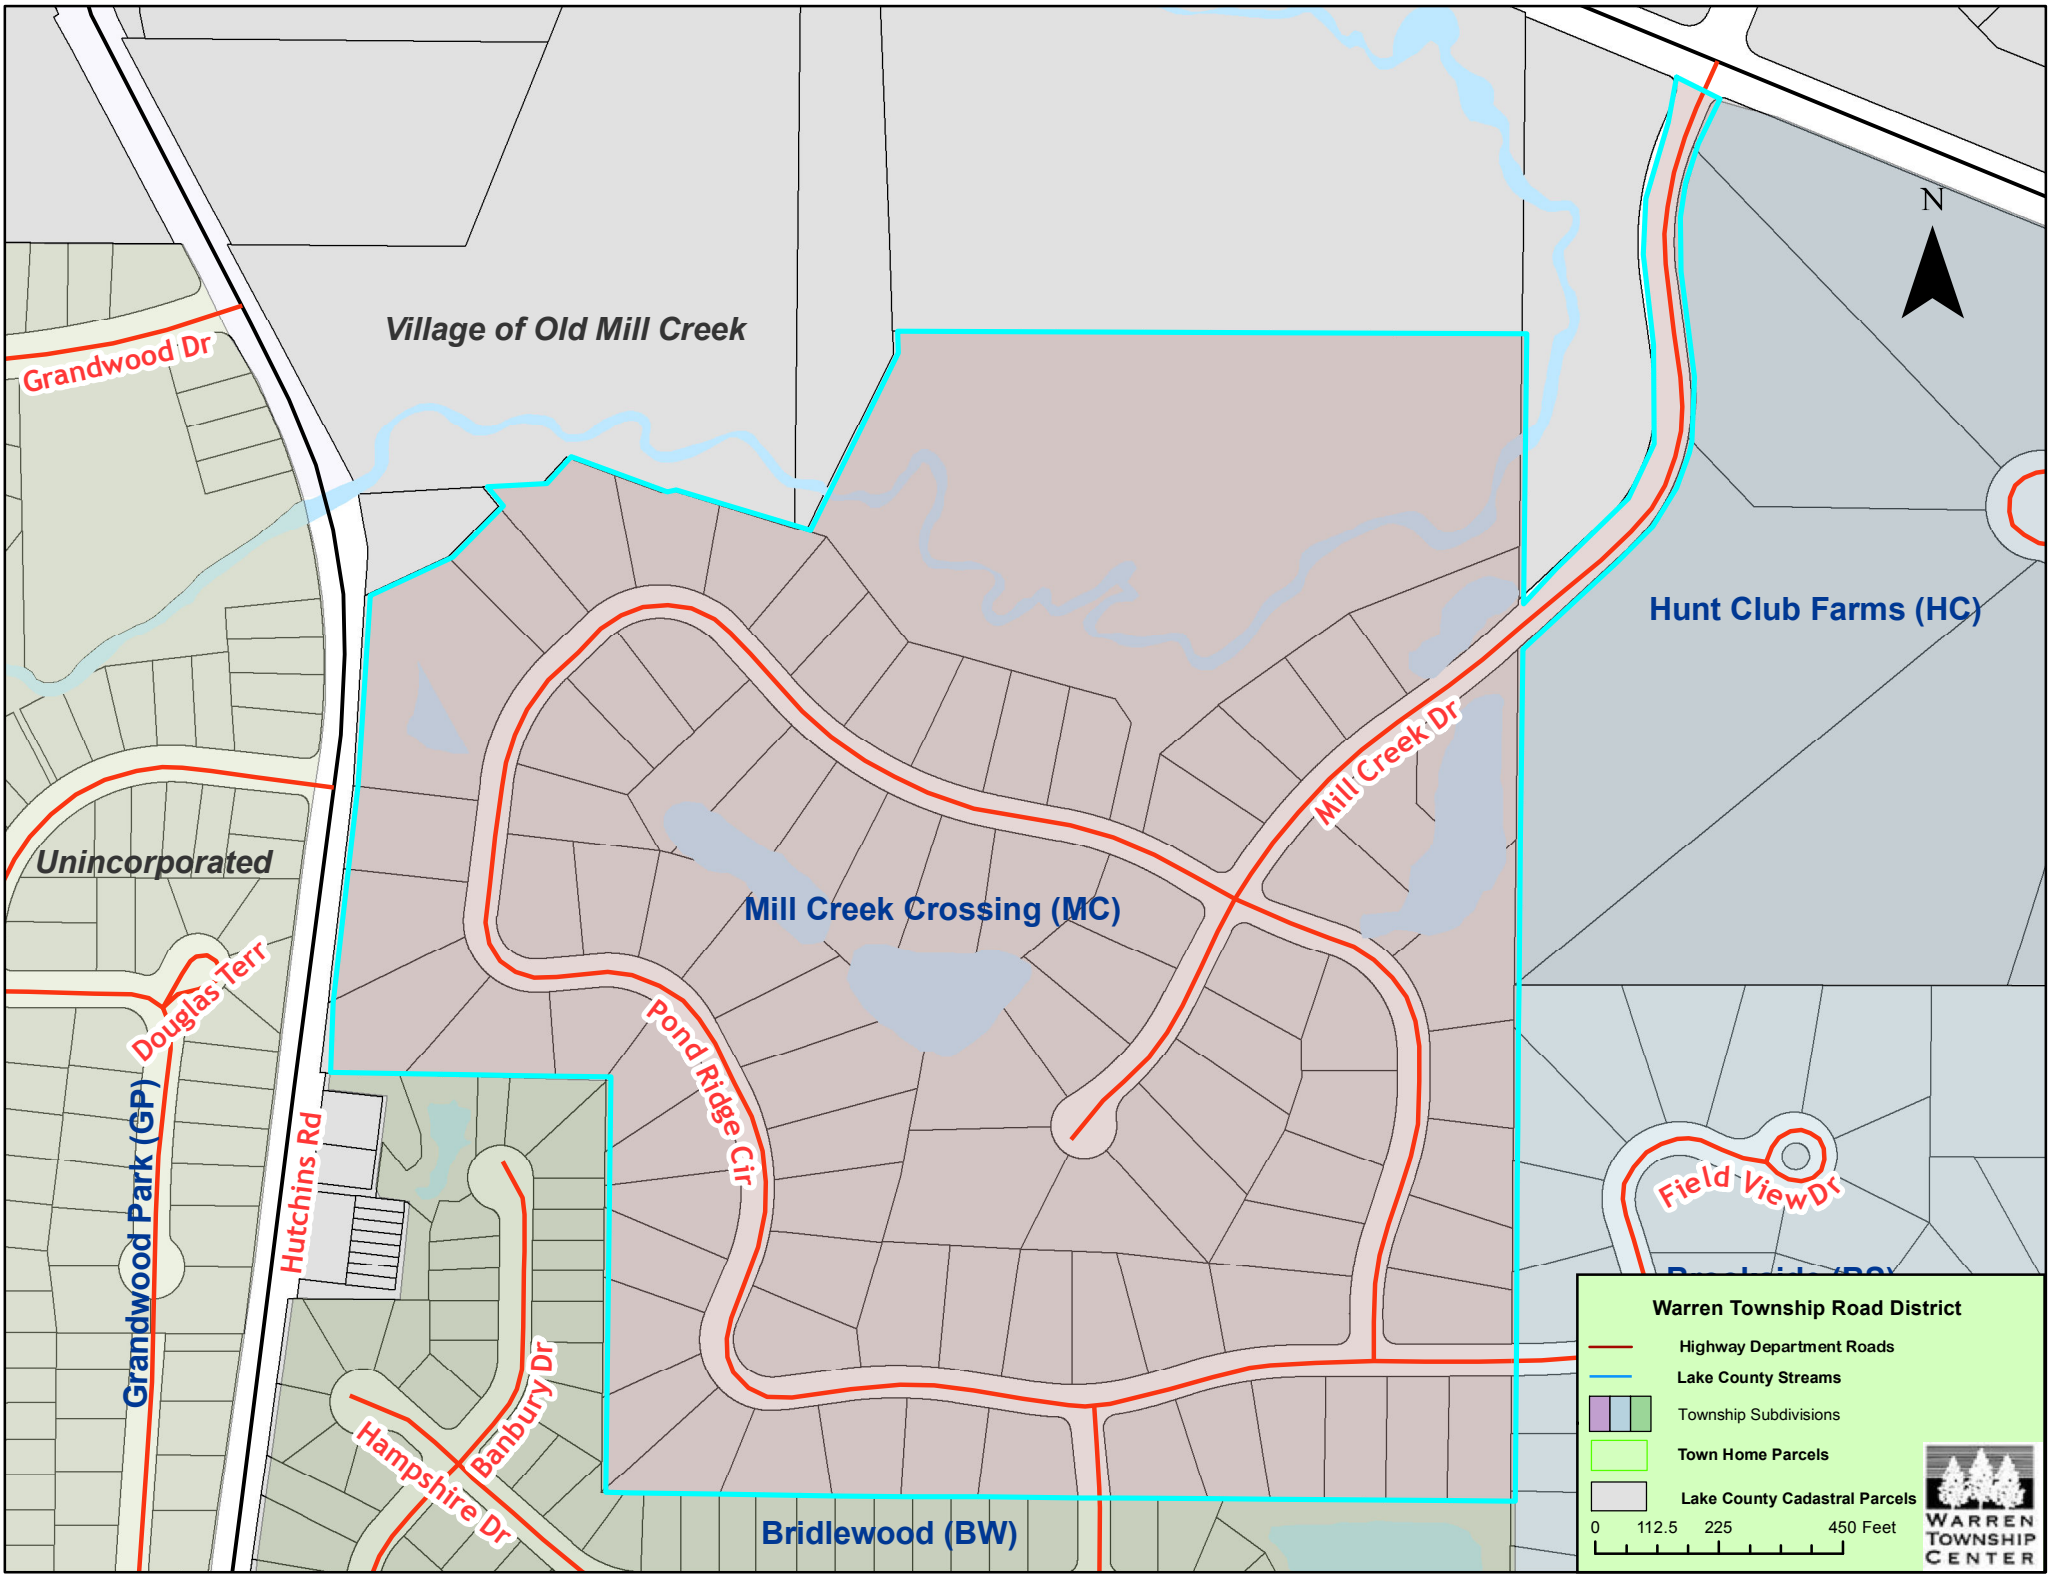 N
Village of Old Mill Creek
Grandwood Dr
Hunt Club Farms (HC)
Mill Creek Dr
Unincorporated
Mill Creek Crossing (MC)
Douglas Terr
Pond Ridge Cir
Grandwood Park (GP)
Hutchins Rd
Field View Dr
Banbury Dr
Hampshire Dr
Bridlewood (BW)
Warren Township Road District
Highway Department Roads
Lake County Streams
Township Subdivisions
Town Home Parcels
Lake County Cadastral Parcels
0 112.5 225 450 Feet
WARREN
TOWNSHIP
CENTER